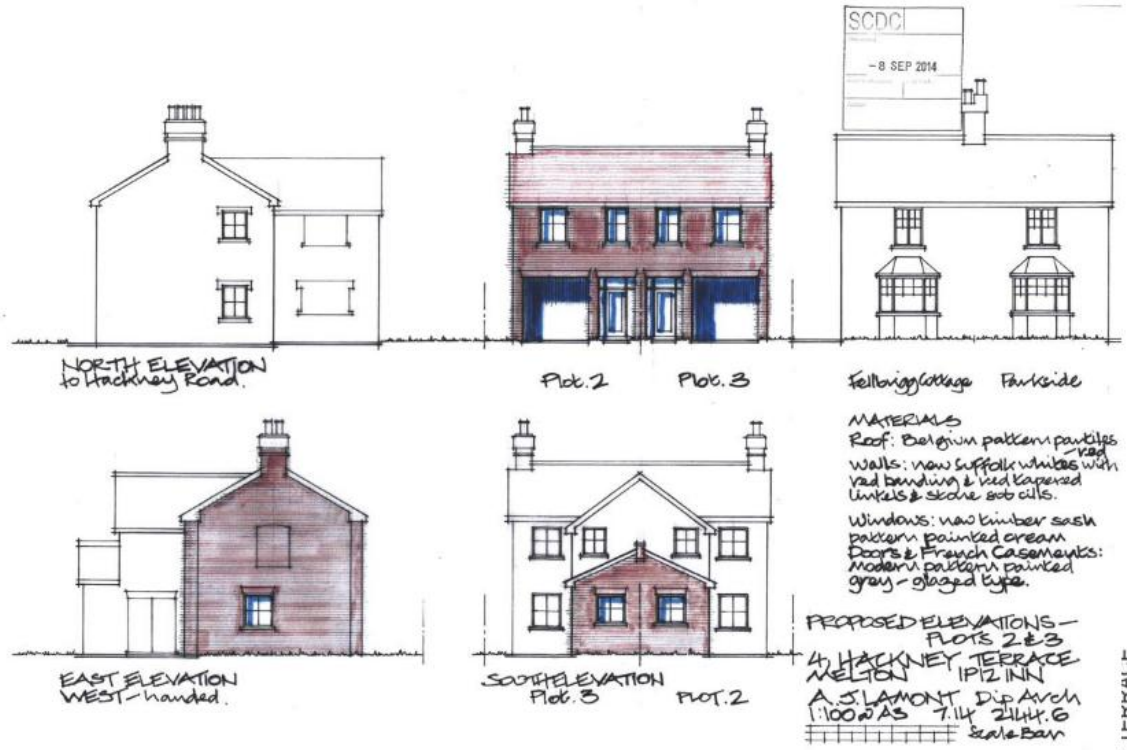 SCDC
-8 SEP 2014
NORTH ELEVATION
to Hackney Road.
Plot. 2
Plot. 3
Fellbrigg Cottage
Parkside
EAST ELEVATION
WEST - handed.
SOUTH ELEVATION
Plot. 3
PLOT. 2
MATERIALS
Roof: Belgium pattern pantiles
- red
Walls: new Suffolk whites with
red banding & red tapered
lintels & stone sub cills.
Windows: new timber sash
pattern painted cream
Doors & French Casements:
Modern pattern painted
grey - glazed type.
PROPOSED ELEVATIONS -
PLOTS 2 & 3
4, HACKNEY TERRACE
MELTON IP12 1NN
A.J. LAMONT Dip Arch
1:100 @ A3 7.14 2144.6
Scale Bar